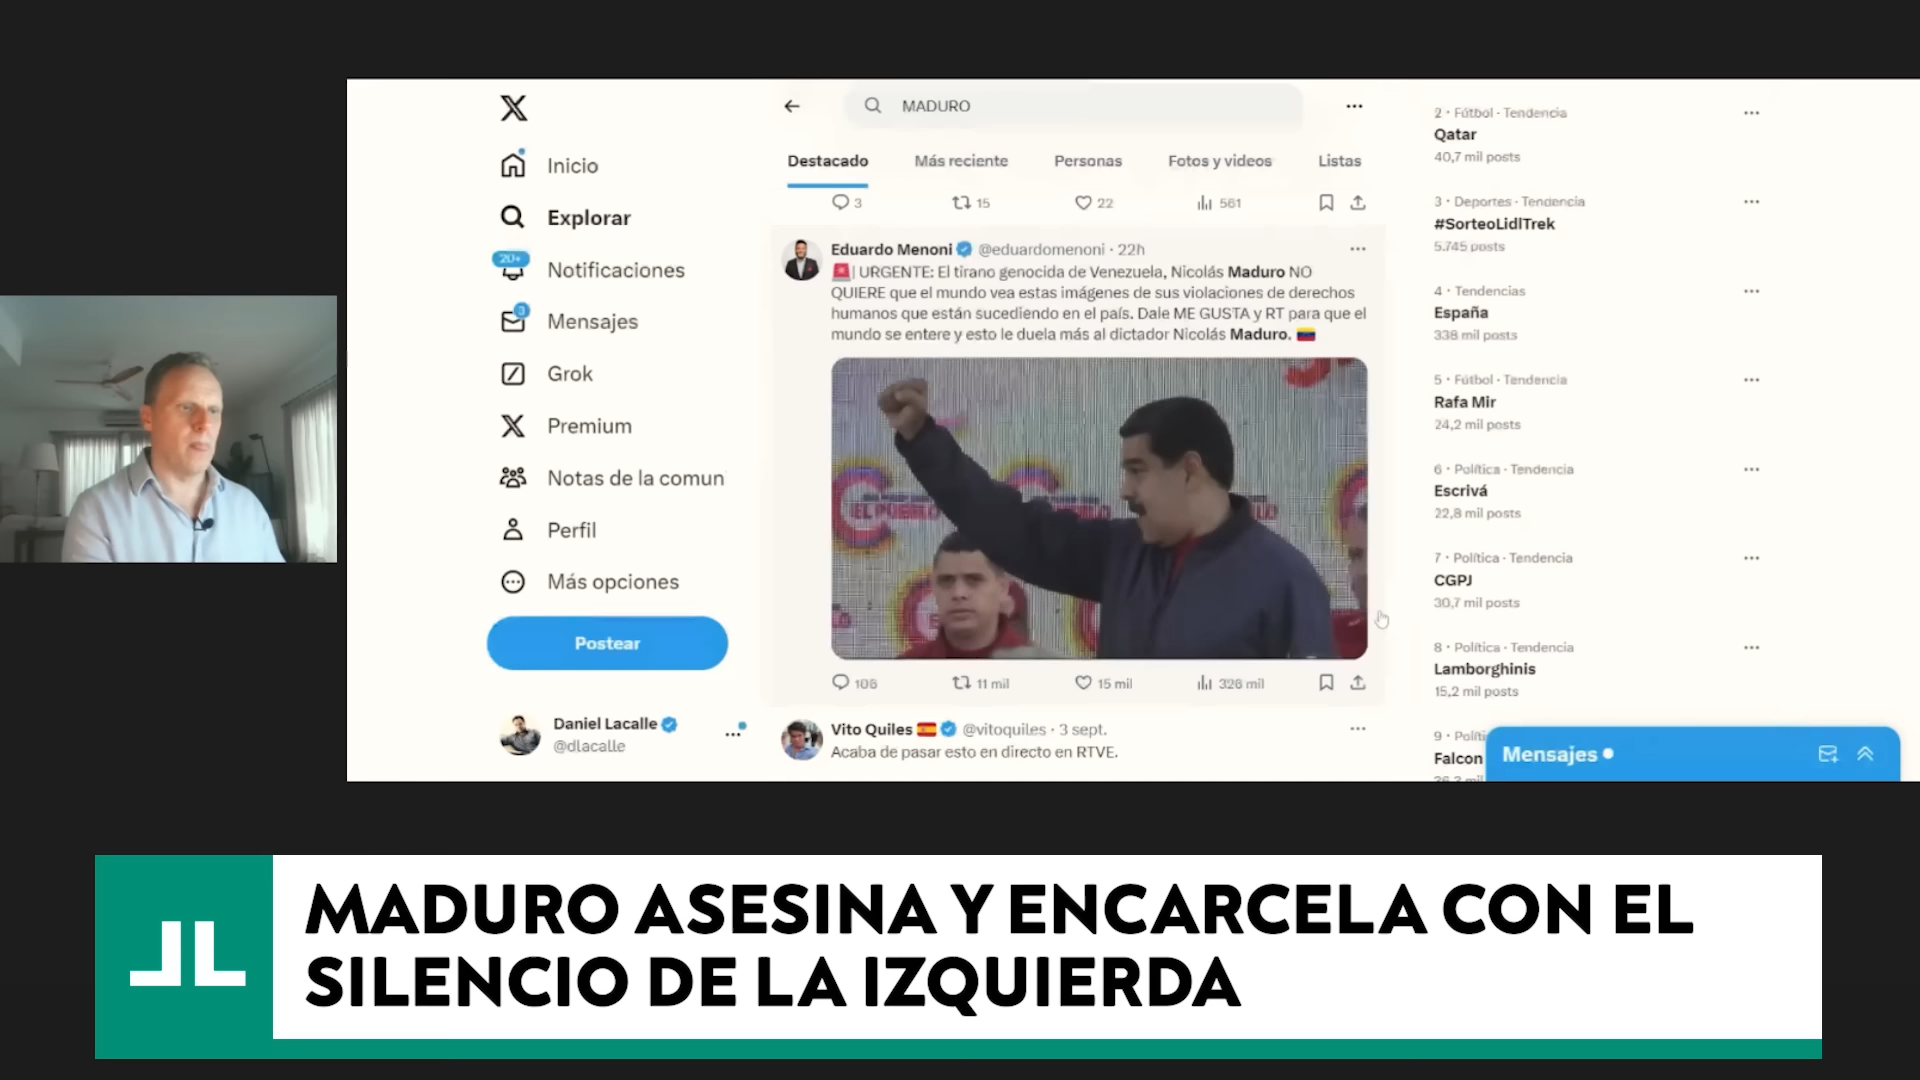 MADURO
Destacado
Más reciente
Personas
Fotos y videos
Listas
3
15
22
561
Inicio
Explorar
20+
Notificaciones
3
Mensajes
Grok
Premium
Notas de la comun
Perfil
Más opciones
Postear
Daniel Lacalle
@dlacalle
Eduardo Menoni @eduardomenoni · 22h
| URGENTE: El tirano genocida de Venezuela, Nicolás Maduro NO
QUIERE que el mundo vea estas imágenes de sus violaciones de derechos
humanos que están sucediendo en el país. Dale ME GUSTA y RT para que el
mundo se entere y esto le duela más al dictador Nicolás Maduro.
EL PUEBLO
106
11 mil
15 mil
326 mil
Vito Quiles @vitoquiles · 3 sept.
Acaba de pasar esto en directo en RTVE.
2 · Fútbol · Tendencia
Qatar
40,7 mil posts
3 · Deportes · Tendencia
#SorteoLidlTrek
5.745 posts
4 · Tendencias
España
338 mil posts
5 · Fútbol · Tendencia
Rafa Mir
24,2 mil posts
6 · Política · Tendencia
Escrivá
22,8 mil posts
7 · Política · Tendencia
CGPJ
30,7 mil posts
8 · Política · Tendencia
Lamborghinis
15,2 mil posts
9 · Políti
Falcon
Mensajes
MADURO ASESINA Y ENCARCELA CON EL
SILENCIO DE LA IZQUIERDA